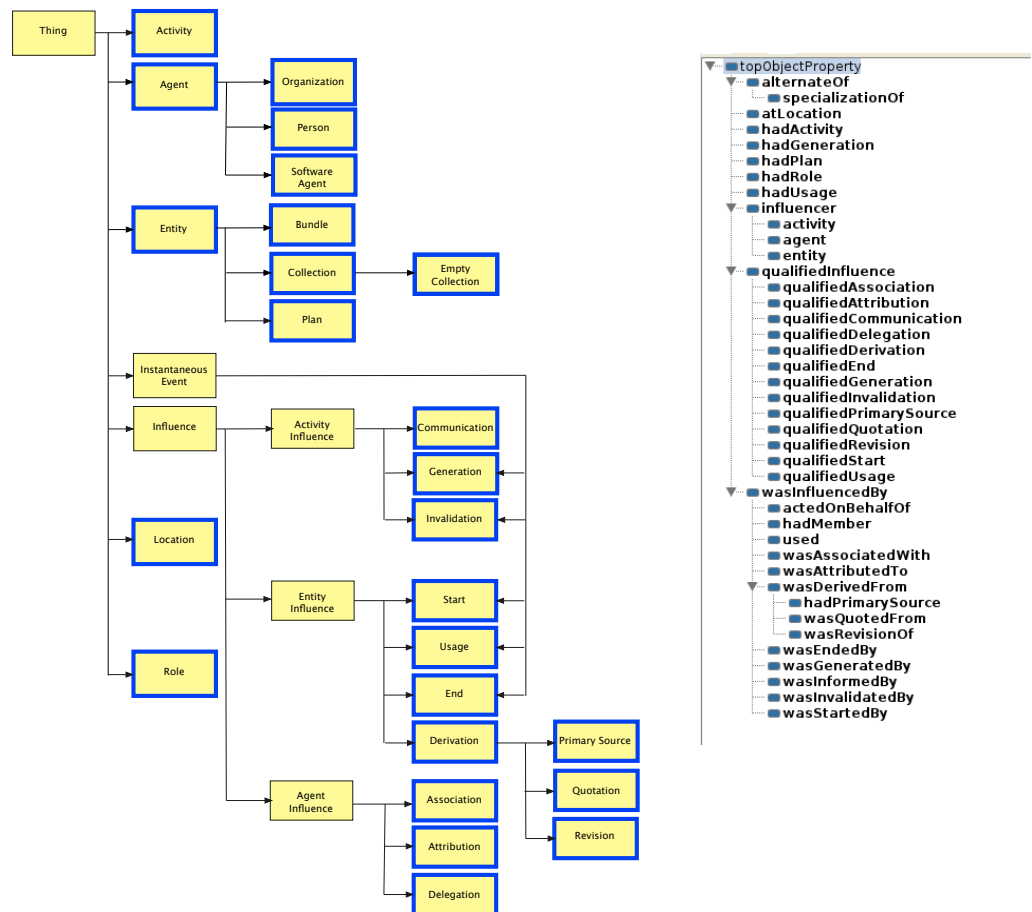 Thing
Activity
Agent
Organization
Person
Software
Agent
Entity
Bundle
Collection
Empty
Collection
Plan
Instantaneous
Event
Influence
Activity
Influence
Communication
Generation
Invalidation
Location
Entity
Influence
Start
Usage
End
Derivation
Primary Source
Quotation
Revision
Role
Agent
Influence
Association
Attribution
Delegation
topObjectProperty
alternateOf
specializationOf
atLocation
hadActivity
hadGeneration
hadPlan
hadRole
hadUsage
influencer
activity
agent
entity
qualifiedInfluence
qualifiedAssociation
qualifiedAttribution
qualifiedCommunication
qualifiedDelegation
qualifiedDerivation
qualifiedEnd
qualifiedGeneration
qualifiedInvalidation
qualifiedPrimarySource
qualifiedQuotation
qualifiedRevision
qualifiedStart
qualifiedUsage
wasInfluencedBy
actedOnBehalfOf
hadMember
used
wasAssociatedWith
wasAttributedTo
wasDerivedFrom
hadPrimarySource
wasQuotedFrom
wasRevisionOf
wasEndedBy
wasGeneratedBy
wasInformedBy
wasInvalidatedBy
wasStartedBy